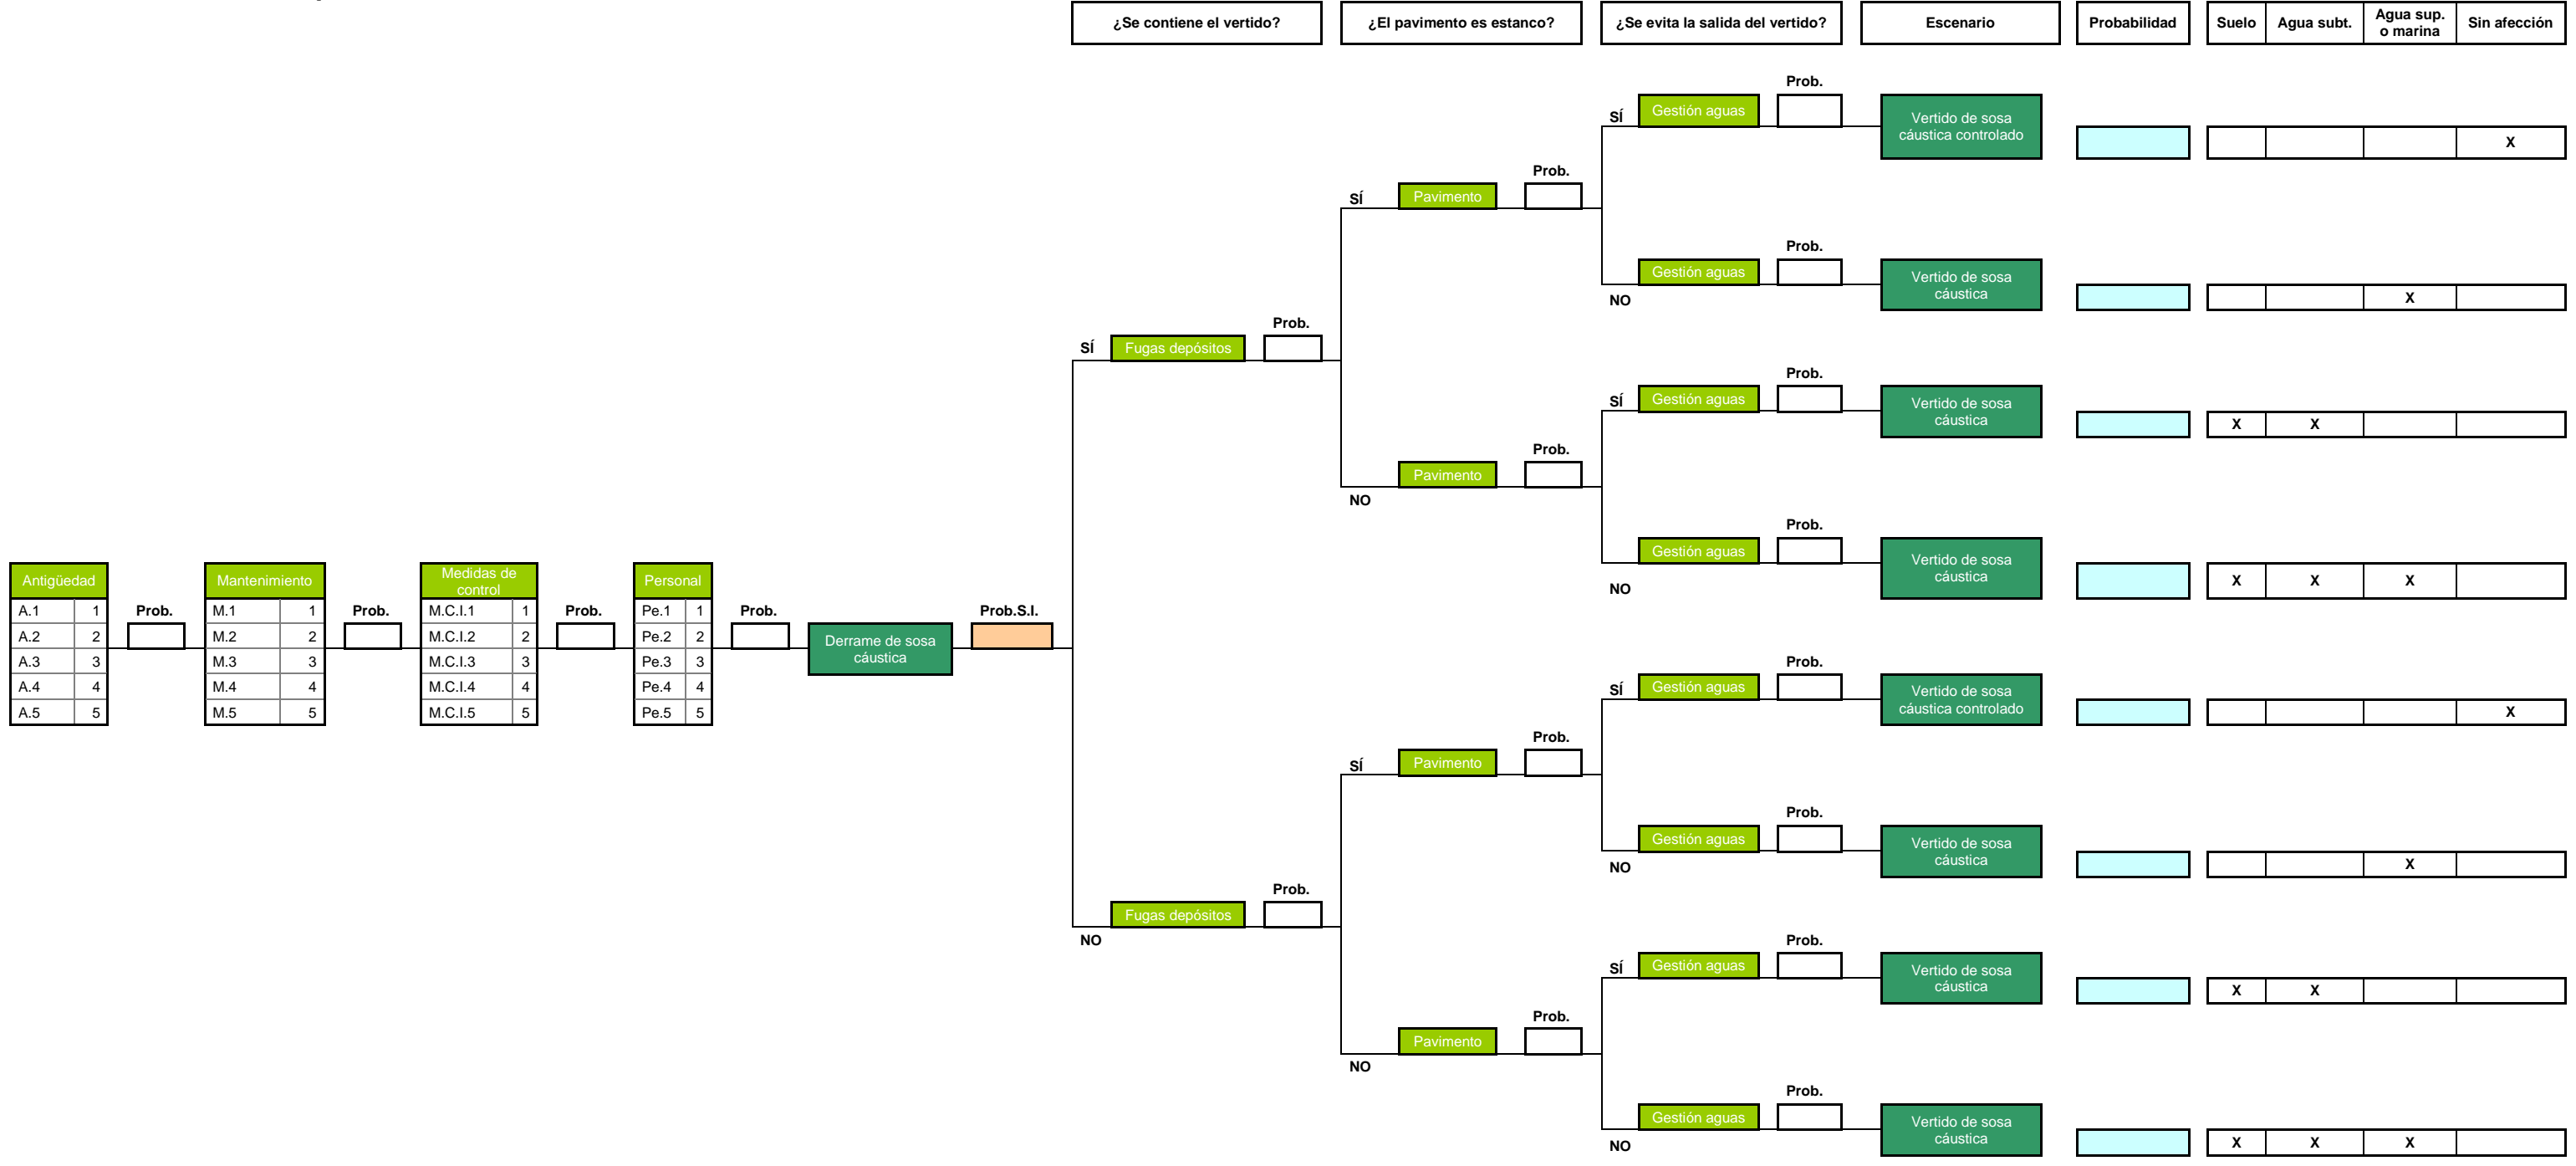 ¿Se contiene el vertido?
¿El pavimento es estanco?
¿Se evita la salida del vertido?
Escenario
Probabilidad
Suelo
Agua subt.
Agua sup.
o marina
Sin afección
Prob.
SÍ
Gestión aguas
Vertido de sosa
cáustica controlado
X
Prob.
SÍ
Pavimento
Prob.
Gestión aguas
Vertido de sosa
cáustica
NO
X
Prob.
SÍ
Fugas depósitos
Prob.
SÍ
Gestión aguas
Vertido de sosa
cáustica
X
X
Prob.
Pavimento
NO
Prob.
Gestión aguas
Vertido de sosa
cáustica
NO
X
X
X
Antigüedad
A.1 1
A.2 2
A.3 3
A.4 4
A.5 5
Prob.
Mantenimiento
M.1 1
M.2 2
M.3 3
M.4 4
M.5 5
Prob.
Medidas de
control
M.C.I.1 1
M.C.I.2 2
M.C.I.3 3
M.C.I.4 4
M.C.I.5 5
Prob.
Personal
Pe.1 1
Pe.2 2
Pe.3 3
Pe.4 4
Pe.5 5
Prob.
Derrame de sosa
cáustica
Prob.S.I.
Prob.
SÍ
Gestión aguas
Vertido de sosa
cáustica controlado
X
Prob.
SÍ
Pavimento
Prob.
Gestión aguas
Vertido de sosa
cáustica
NO
X
Prob.
Fugas depósitos
NO
Prob.
SÍ
Gestión aguas
Vertido de sosa
cáustica
X
X
Prob.
Pavimento
NO
Prob.
Gestión aguas
Vertido de sosa
cáustica
NO
X
X
X